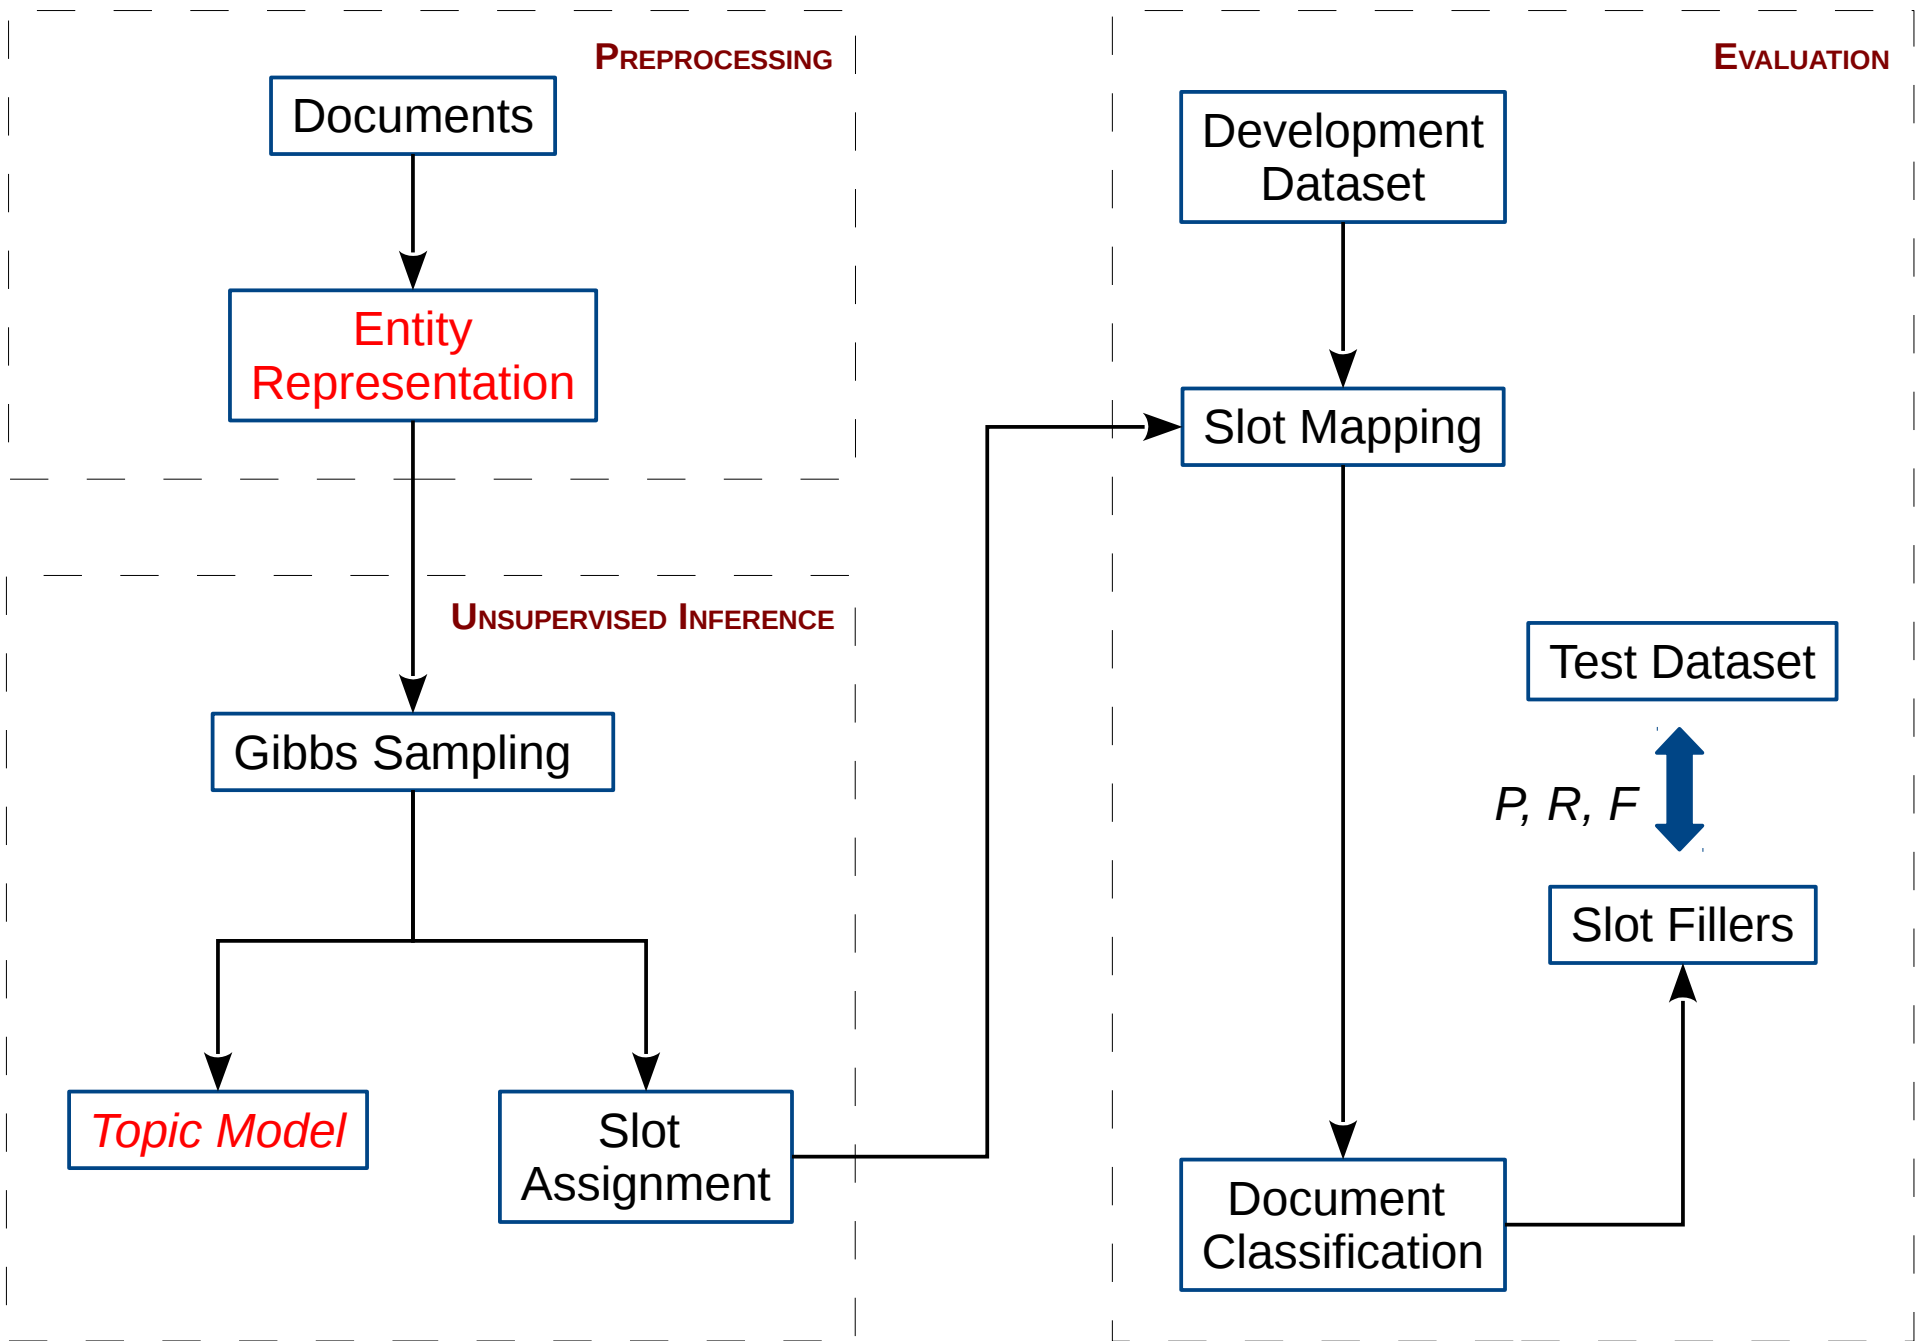 PREPROCESSING
Documents
Entity
Representation
UNSUPERVISED INFERENCE
Gibbs Sampling
Topic Model
Slot
Assignment
EVALUATION
Development
Dataset
Slot Mapping
Test Dataset
P, R, F
Slot Fillers
Document
Classification